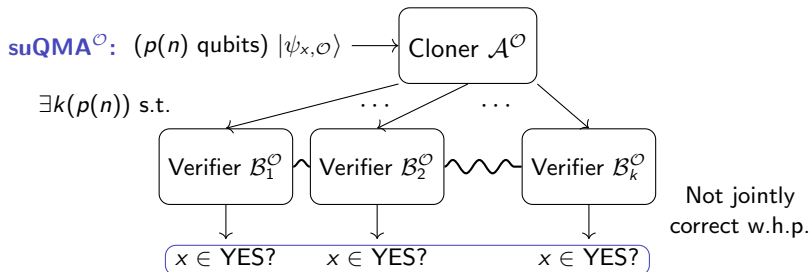 suQMA^𝒪: (p(n) qubits) |ψ_{x,𝒪}⟩
Cloner 𝒜^𝒪
∃k(p(n)) s.t.
... ...
Verifier ℬ_1^𝒪 Verifier ℬ_2^𝒪 Verifier ℬ_k^𝒪
Not jointly
correct w.h.p.
x ∈ YES? x ∈ YES? x ∈ YES?